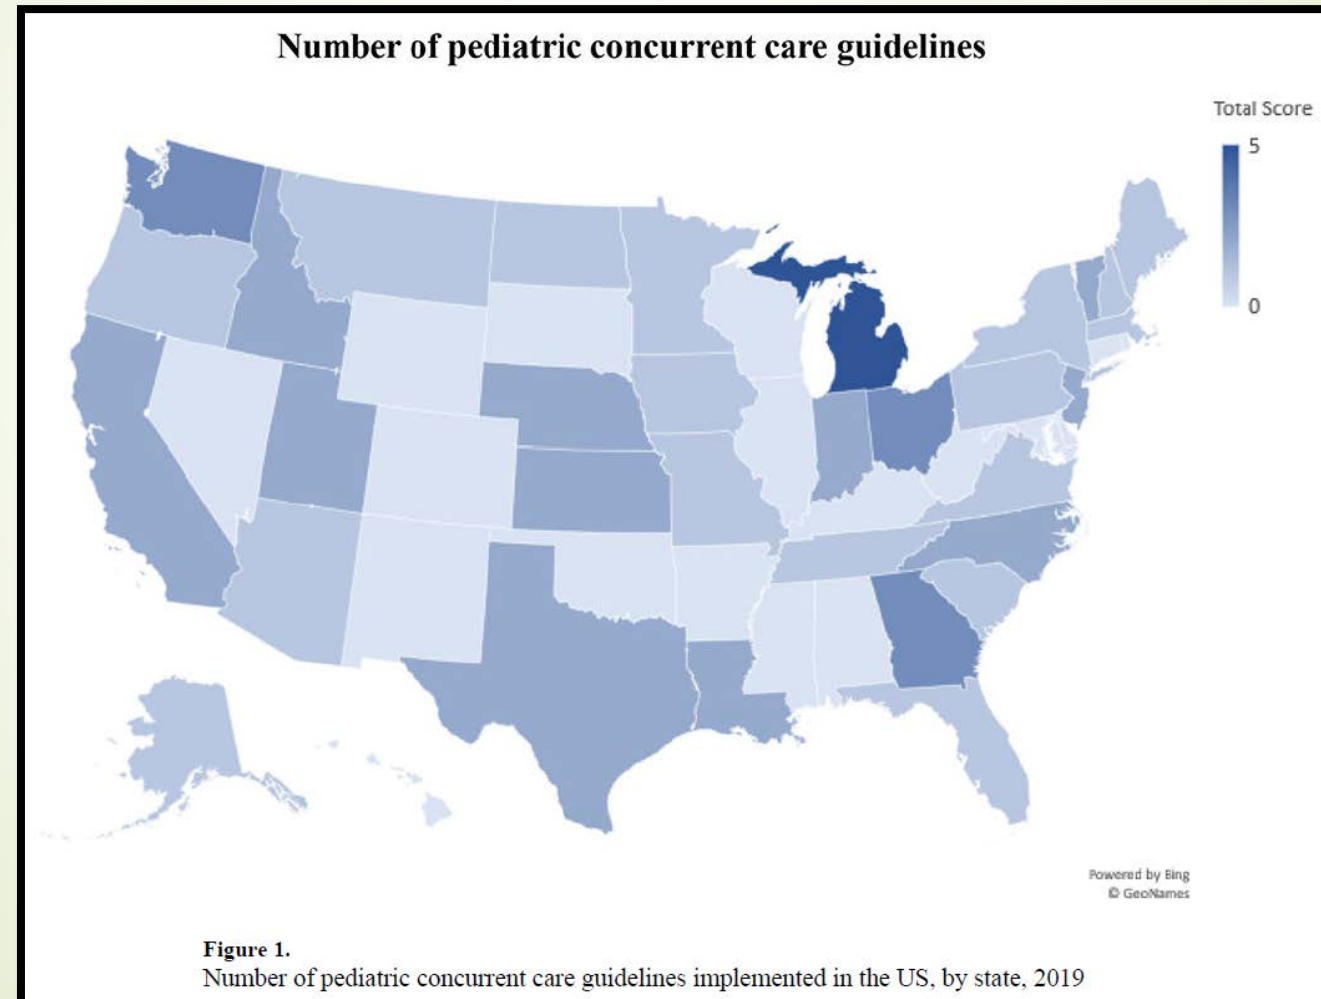 Number of pediatric concurrent care guidelines
Total Score
5
0
Powered by Bing
© GeoNames
Figure 1.
Number of pediatric concurrent care guidelines implemented in the US, by state, 2019